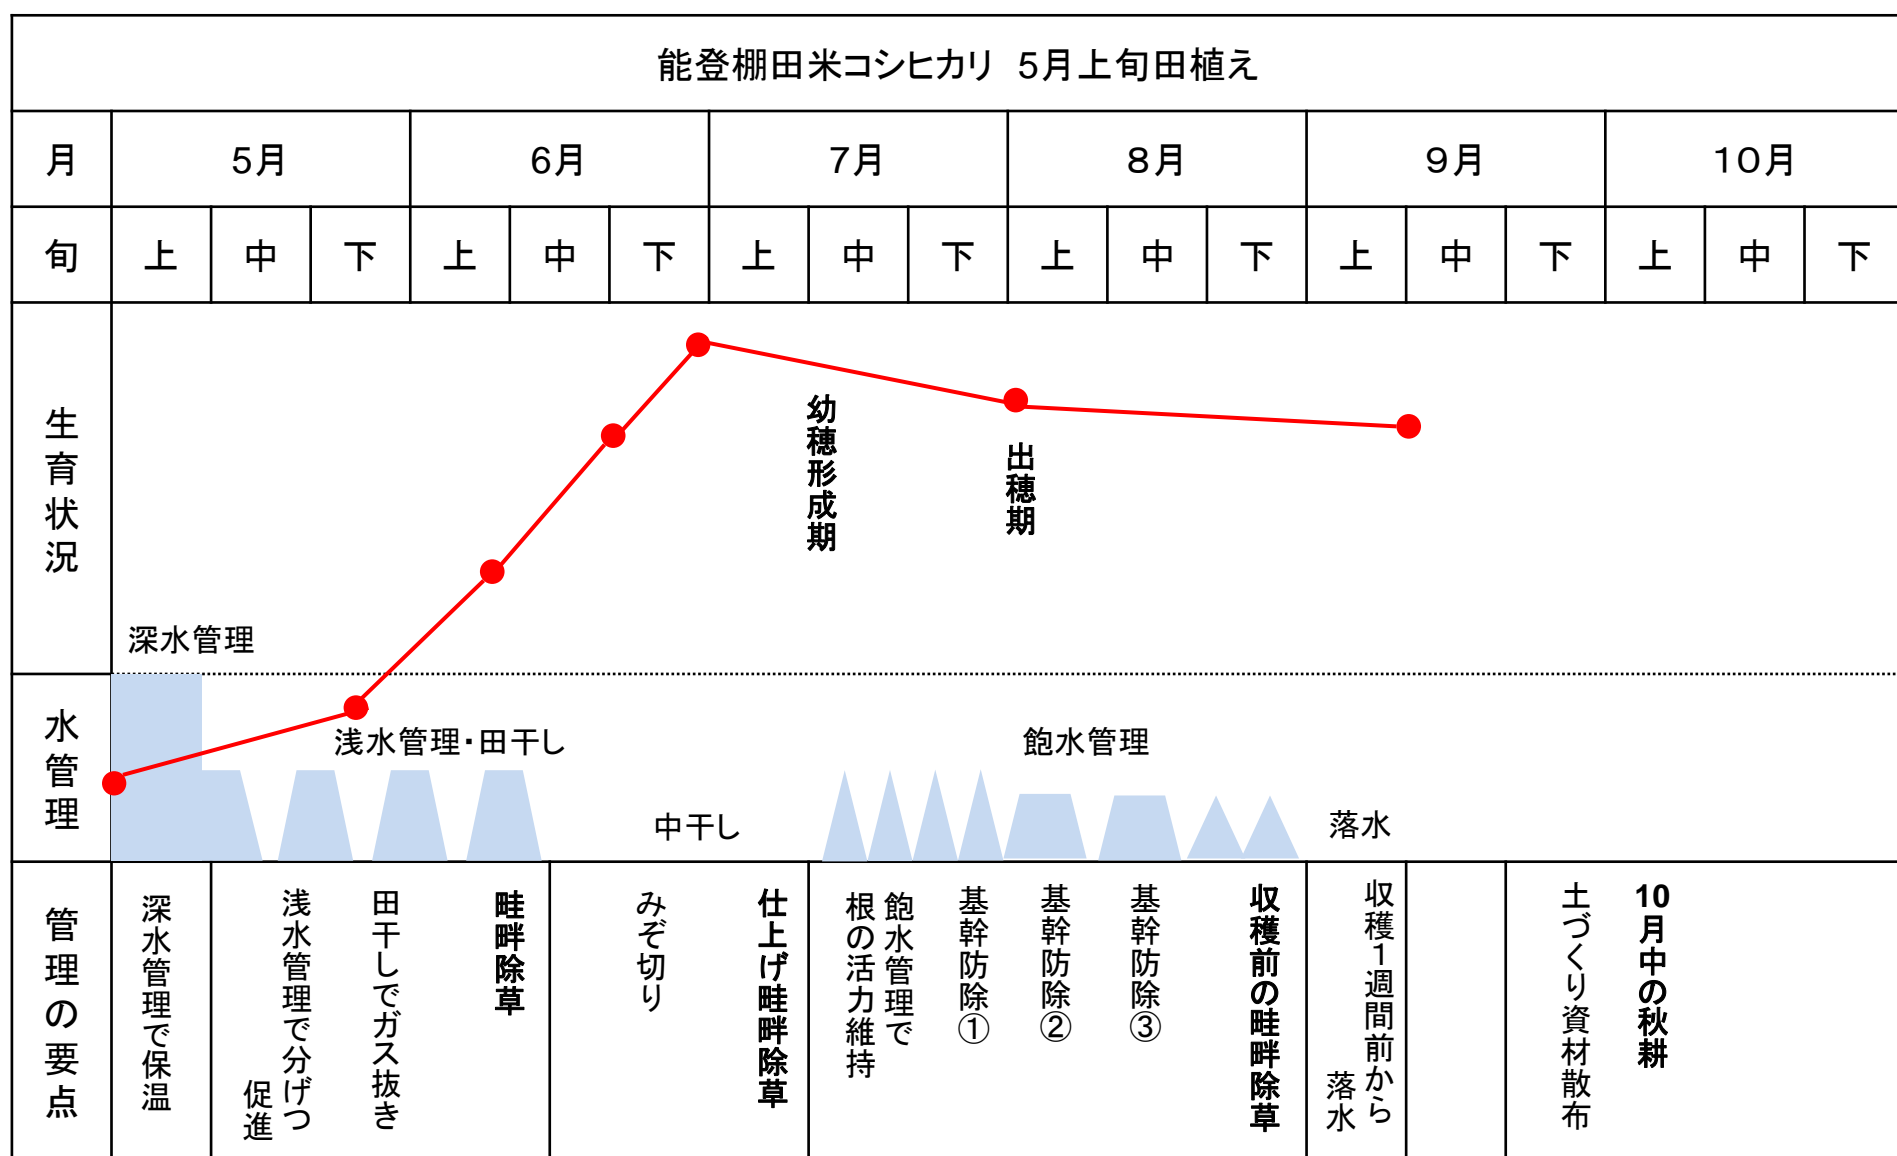 能登棚田米コシヒカリ 5月上旬田植え
月
5月
6月
7月
8月
9月
10月
旬
上
中
下
上
中
下
上
中
下
上
中
下
上
中
下
上
中
下
生育状況
幼穂形成期
出穂期
深水管理
水管理
浅水管理・田干し
飽水管理
中干し
落水
管理の要点
深水管理で保温
浅水管理で分げつ
促進
田干しでガス抜き
畦畔除草
みぞ切り
仕上げ畦畔除草
飽水管理で
根の活力維持
基幹防除①
基幹防除②
基幹防除③
収穫前の畦畔除草
収穫1週間前から
落水
土づくり資材散布
10月中の秋耕